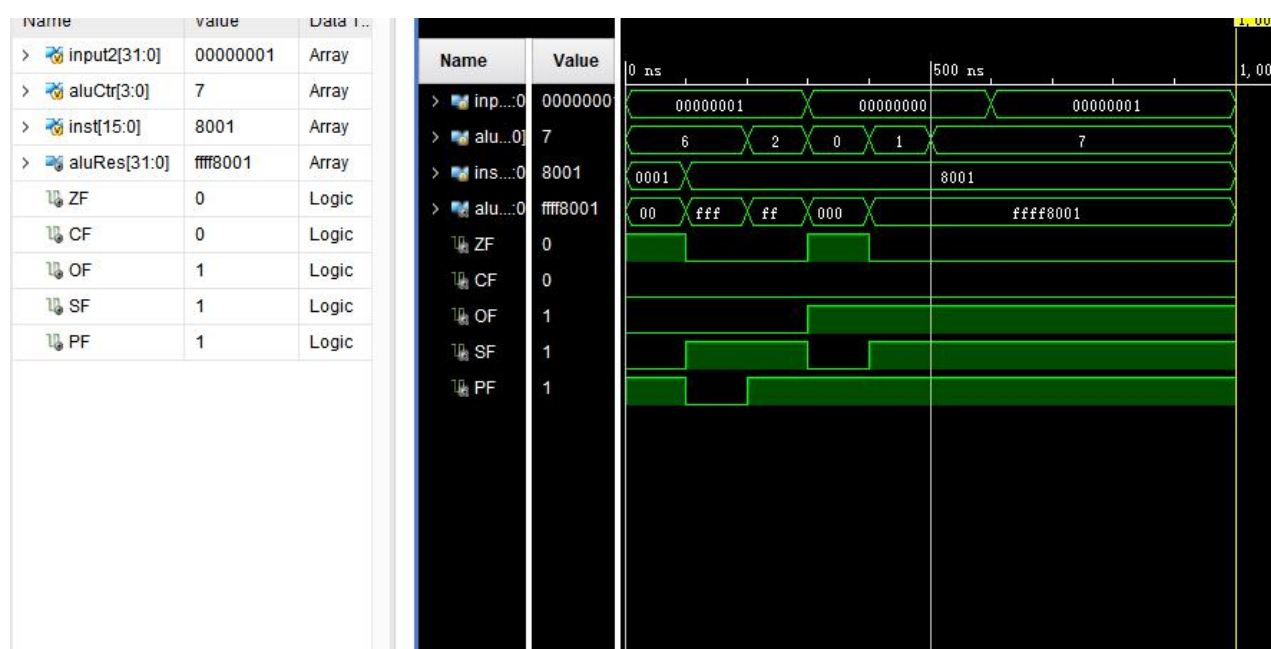 Name Value Data T...
input2[31:0] 00000001 Array
aluCtr[3:0] 7 Array
inst[15:0] 8001 Array
aluRes[31:0] ffff8001 Array
ZF 0 Logic
CF 0 Logic
OF 1 Logic
SF 1 Logic
PF 1 Logic
1,00
Name Value
0 ns 500 ns 1,00
inp...:0 0000000 00000001 00000000 00000001
alu...0] 7 6 2 0 1 7
ins...:0 8001 0001 8001
alu...:0 ffff8001 00 fff ff 000 ffff8001
ZF 0
CF 0
OF 1
SF 1
PF 1